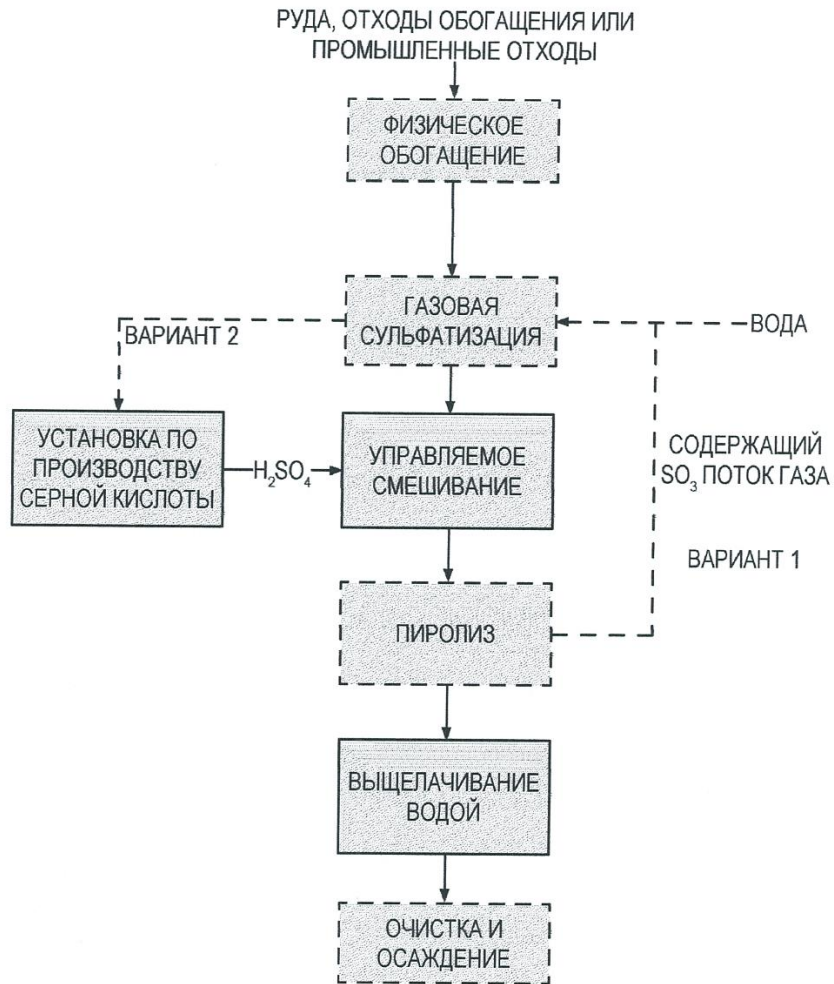 РУДА, ОТХОДЫ ОБОГАЩЕНИЯ ИЛИ
ПРОМЫШЛЕННЫЕ ОТХОДЫ
ФИЗИЧЕСКОЕ
ОБОГАЩЕНИЕ
ГАЗОВАЯ
СУЛЬФАТИЗАЦИЯ
ВАРИАНТ 2
ВОДА
УСТАНОВКА ПО
ПРОИЗВОДСТВУ
СЕРНОЙ КИСЛОТЫ
H₂SO₄
УПРАВЛЯЕМОЕ
СМЕШИВАНИЕ
СОДЕРЖАЩИЙ
SO₃ ПОТОК ГАЗА
ВАРИАНТ 1
ПИРОЛИЗ
ВЫЩЕЛАЧИВАНИЕ
ВОДОЙ
ОЧИСТКА И
ОСАЖДЕНИЕ